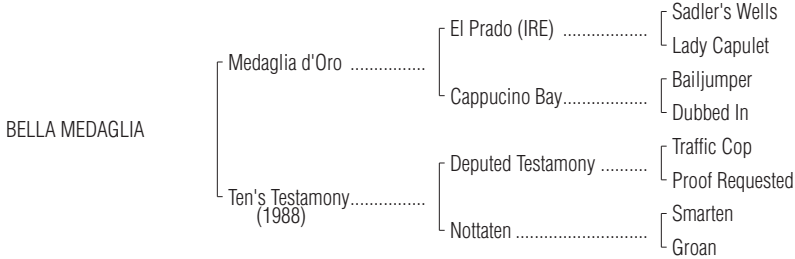 Sadler's Wells
El Prado (IRE) ..................
Lady Capulet
Medaglia d'Oro ................
Bailjumper
Cappucino Bay..................
Dubbed In
BELLA MEDAGLIA
Traffic Cop
Deputed Testamony ..........
Proof Requested
Ten's Testamony................
(1988)
Smarten
Nottaten ............................
Groan